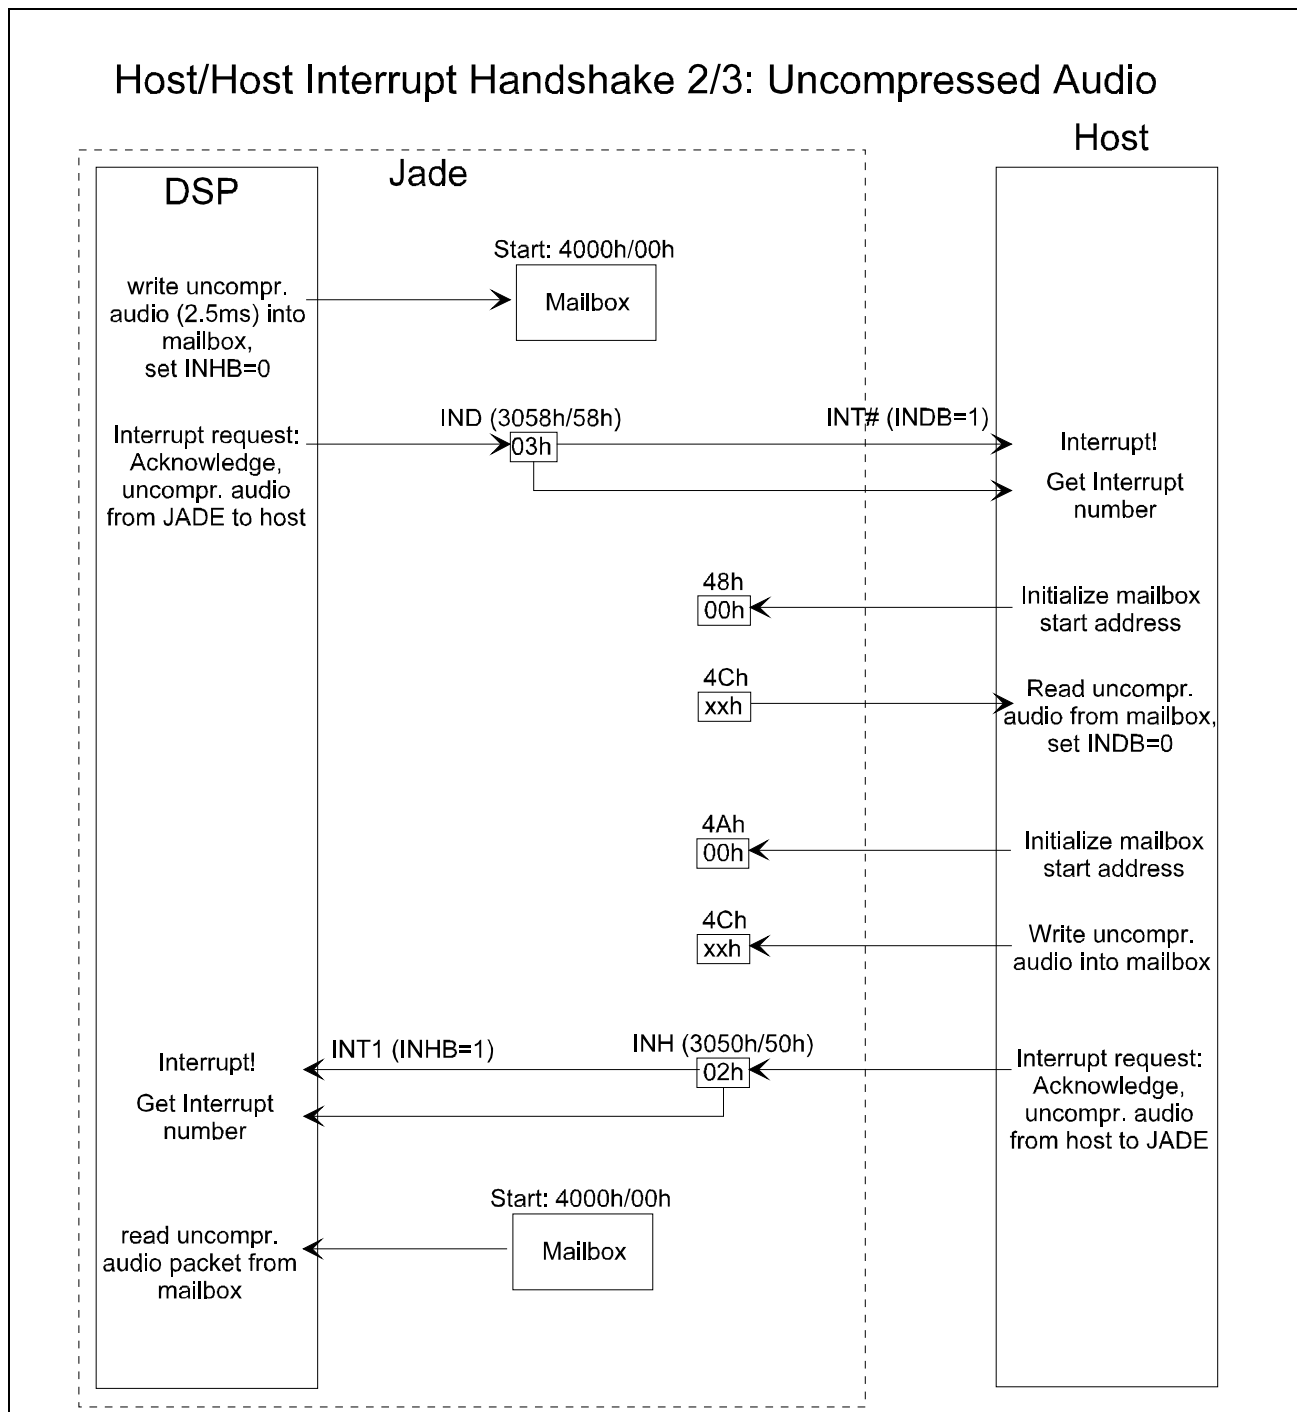 Host/Host Interrupt Handshake 2/3: Uncompressed Audio
Host
Jade
DSP
Start: 4000h/00h
write uncompr.
audio (2.5ms) into
mailbox,
set INHB=0
Mailbox
IND (3058h/58h)
INT# (INDB=1)
Interrupt request:
Acknowledge,
uncompr. audio
from JADE to host
03h
Interrupt!
Get Interrupt
number
48h
00h
Initialize mailbox
start address
4Ch
xxh
Read uncompr.
audio from mailbox,
set INDB=0
4Ah
00h
Initialize mailbox
start address
4Ch
xxh
Write uncompr.
audio into mailbox
INT1 (INHB=1)
INH (3050h/50h)
Interrupt!
02h
Interrupt request:
Acknowledge,
uncompr. audio
from host to JADE
Get Interrupt
number
Start: 4000h/00h
read uncompr.
audio packet from
mailbox
Mailbox